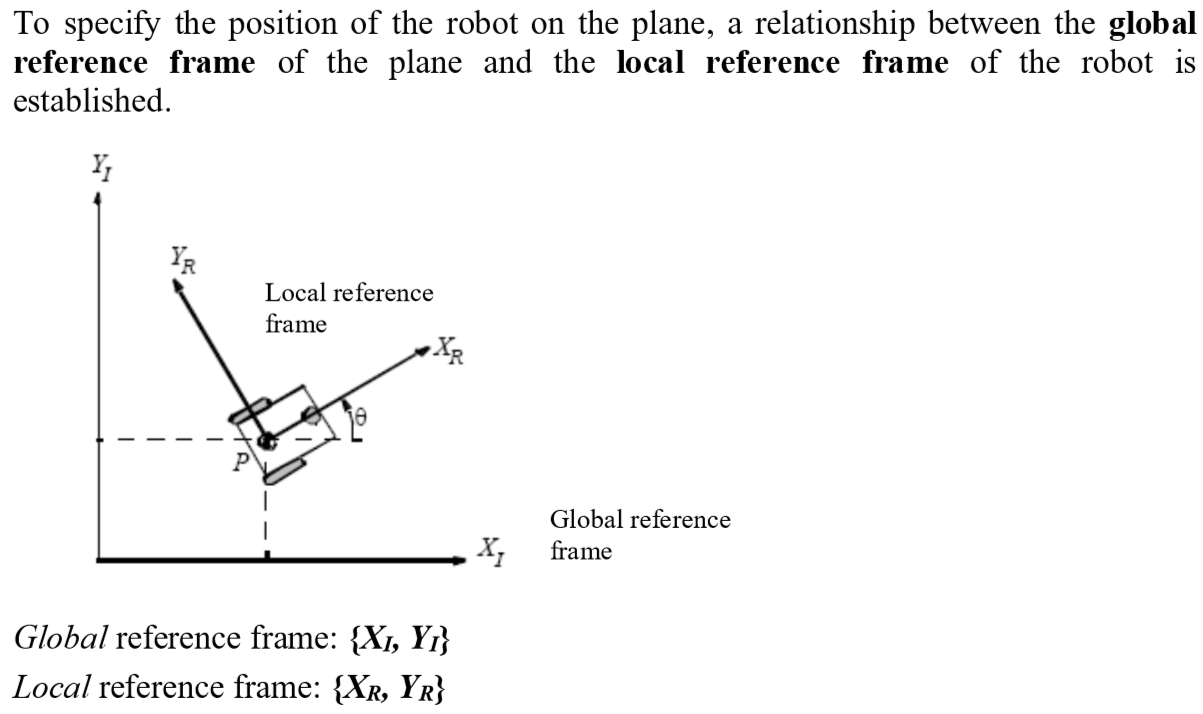 To specify the position of the robot on the plane, a relationship between the global
reference frame of the plane and the local reference frame of the robot is
established.
Y_I
Y_R
Local reference
frame
X_R
θ
P
Global reference
frame
X_I
Global reference frame: {X_I, Y_I}
Local reference frame: {X_R, Y_R}